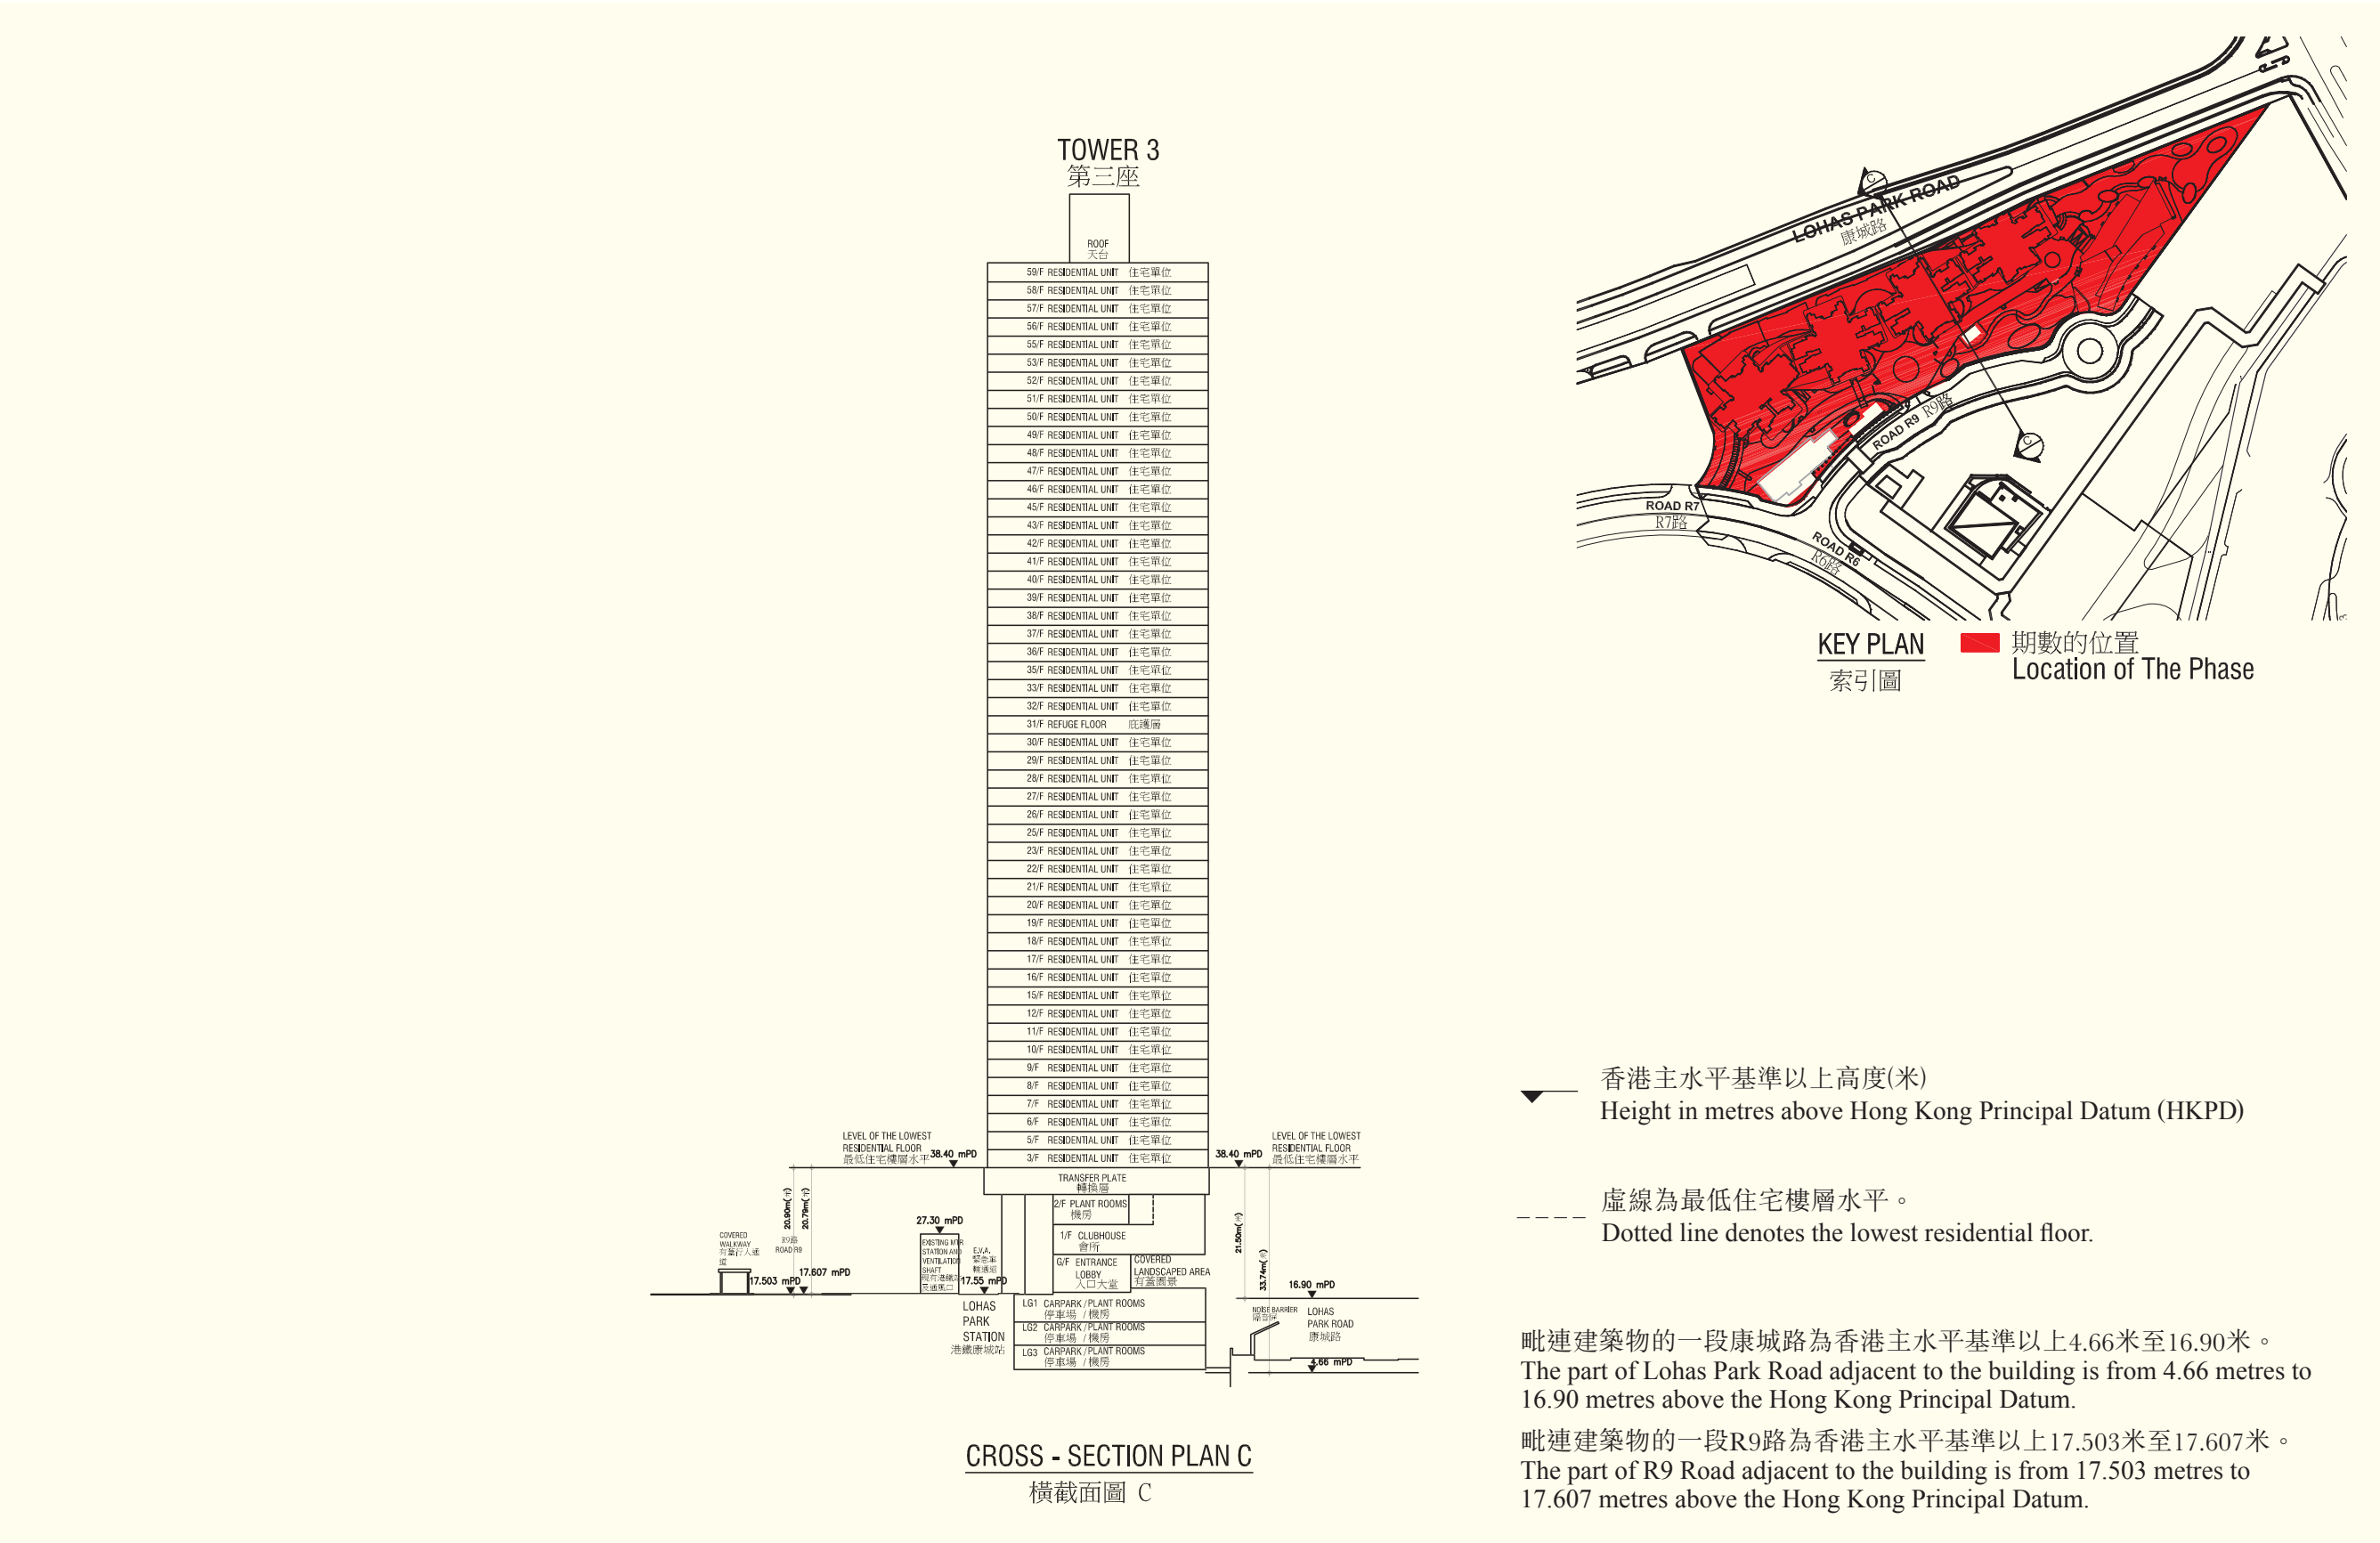 TOWER 3
第三座
ROOF
天台
59/F RESIDENTIAL UNIT 住宅單位
58/F RESIDENTIAL UNIT 住宅單位
57/F RESIDENTIAL UNIT 住宅單位
56/F RESIDENTIAL UNIT 住宅單位
55/F RESIDENTIAL UNIT 住宅單位
53/F RESIDENTIAL UNIT 住宅單位
52/F RESIDENTIAL UNIT 住宅單位
51/F RESIDENTIAL UNIT 住宅單位
50/F RESIDENTIAL UNIT 住宅單位
49/F RESIDENTIAL UNIT 住宅單位
48/F RESIDENTIAL UNIT 住宅單位
47/F RESIDENTIAL UNIT 住宅單位
46/F RESIDENTIAL UNIT 住宅單位
45/F RESIDENTIAL UNIT 住宅單位
43/F RESIDENTIAL UNIT 住宅單位
42/F RESIDENTIAL UNIT 住宅單位
41/F RESIDENTIAL UNIT 住宅單位
40/F RESIDENTIAL UNIT 住宅單位
39/F RESIDENTIAL UNIT 住宅單位
38/F RESIDENTIAL UNIT 住宅單位
37/F RESIDENTIAL UNIT 住宅單位
36/F RESIDENTIAL UNIT 住宅單位
35/F RESIDENTIAL UNIT 住宅單位
33/F RESIDENTIAL UNIT 住宅單位
32/F RESIDENTIAL UNIT 住宅單位
31/F REFUGE FLOOR 庇護層
30/F RESIDENTIAL UNIT 住宅單位
29/F RESIDENTIAL UNIT 住宅單位
28/F RESIDENTIAL UNIT 住宅單位
27/F RESIDENTIAL UNIT 住宅單位
26/F RESIDENTIAL UNIT 住宅單位
25/F RESIDENTIAL UNIT 住宅單位
23/F RESIDENTIAL UNIT 住宅單位
22/F RESIDENTIAL UNIT 住宅單位
21/F RESIDENTIAL UNIT 住宅單位
20/F RESIDENTIAL UNIT 住宅單位
19/F RESIDENTIAL UNIT 住宅單位
18/F RESIDENTIAL UNIT 住宅單位
17/F RESIDENTIAL UNIT 住宅單位
16/F RESIDENTIAL UNIT 住宅單位
15/F RESIDENTIAL UNIT 住宅單位
12/F RESIDENTIAL UNIT 住宅單位
11/F RESIDENTIAL UNIT 住宅單位
10/F RESIDENTIAL UNIT 住宅單位
9/F RESIDENTIAL UNIT 住宅單位
8/F RESIDENTIAL UNIT 住宅單位
7/F RESIDENTIAL UNIT 住宅單位
6/F RESIDENTIAL UNIT 住宅單位
5/F RESIDENTIAL UNIT 住宅單位
3/F RESIDENTIAL UNIT 住宅單位
LEVEL OF THE LOWEST
RESIDENTIAL FLOOR
最低住宅樓層水平
38.40 mPD
38.40 mPD
LEVEL OF THE LOWEST
RESIDENTIAL FLOOR
最低住宅樓層水平
TRANSFER PLATE
轉換層
2/F PLANT ROOMS
機房
1/F CLUBHOUSE
會所
G/F ENTRANCE
LOBBY
入口大堂
COVERED
LANDSCAPED AREA
有蓋園景
LG1 CARPARK/PLANT ROOMS
停車場 /機房
LG2 CARPARK/PLANT ROOMS
停車場 /機房
LG3 CARPARK/PLANT ROOMS
停車場 /機房
20.90m(米)
20.79m(米)
COVERED
WALKWAY
有蓋行人通
道
R9路
ROAD R9
17.503 mPD
17.607 mPD
27.30 mPD
EXISTING MTR
STATION AND
VENTILATION
SHAFT
現有港鐵站
及通風口
E.V.A.
緊急車
輛通道
17.55 mPD
LOHAS
PARK
STATION
港鐵康城站
21.50m(米)
33.74m(米)
16.90 mPD
NOISE BARRIER
隔音屏
LOHAS
PARK ROAD
康城路
4.66 mPD
CROSS - SECTION PLAN C
橫截面圖 C
C
LOHAS PARK ROAD
康城路
C
ROAD R9 R9路
ROAD R7
R7路
ROAD R6
R6路
KEY PLAN
索引圖
期數的位置
Location of The Phase
香港主水平基準以上高度(米)
Height in metres above Hong Kong Principal Datum (HKPD)
虛線為最低住宅樓層水平。
Dotted line denotes the lowest residential floor.
毗連建築物的一段康城路為香港主水平基準以上4.66米至16.90米。
The part of Lohas Park Road adjacent to the building is from 4.66 metres to
16.90 metres above the Hong Kong Principal Datum.
毗連建築物的一段R9路為香港主水平基準以上17.503米至17.607米。
The part of R9 Road adjacent to the building is from 17.503 metres to
17.607 metres above the Hong Kong Principal Datum.